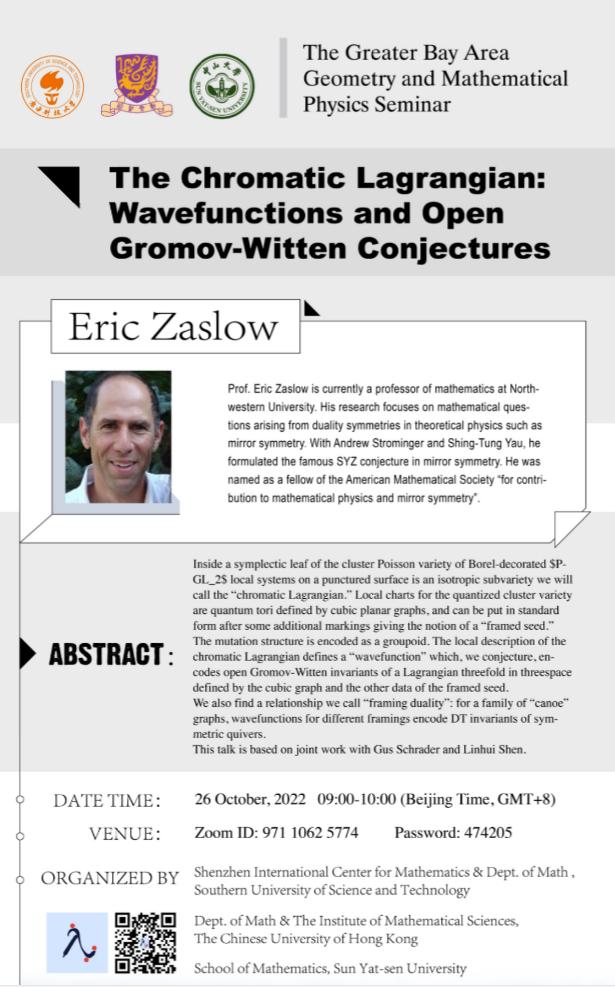 The Greater Bay Area
Geometry and Mathematical
Physics Seminar
SUN YAT-SEN UNIVERSITY
The Chromatic Lagrangian:
Wavefunctions and Open
Gromov-Witten Conjectures
Eric Zaslow
Prof. Eric Zaslow is currently a professor of mathematics at North-
western University. His research focuses on mathematical ques-
tions arising from duality symmetries in theoretical physics such as
mirror symmetry. With Andrew Strominger and Shing-Tung Yau, he
formulated the famous SYZ conjecture in mirror symmetry. He was
named as a fellow of the American Mathematical Society “for contri-
bution to mathematical physics and mirror symmetry”.
ABSTRACT:
Inside a symplectic leaf of the cluster Poisson variety of Borel-decorated $P-
GL_2$ local systems on a punctured surface is an isotropic subvariety we will
call the “chromatic Lagrangian.” Local charts for the quantized cluster variety
are quantum tori defined by cubic planar graphs, and can be put in standard
form after some additional markings giving the notion of a “framed seed.”
The mutation structure is encoded as a groupoid. The local description of the
chromatic Lagrangian defines a “wavefunction” which, we conjecture, en-
codes open Gromov-Witten invariants of a Lagrangian threefold in threespace
defined by the cubic graph and the other data of the framed seed.
We also find a relationship we call “framing duality”: for a family of “canoe”
graphs, wavefunctions for different framings encode DT invariants of sym-
metric quivers.
This talk is based on joint work with Gus Schrader and Linhui Shen.
DATE TIME: 26 October, 2022 09:00-10:00 (Beijing Time, GMT+8)
VENUE: Zoom ID: 971 1062 5774 Password: 474205
ORGANIZED BY Shenzhen International Center for Mathematics & Dept. of Math ,
Southern University of Science and Technology
Dept. of Math & The Institute of Mathematical Sciences,
The Chinese University of Hong Kong
School of Mathematics, Sun Yat-sen University